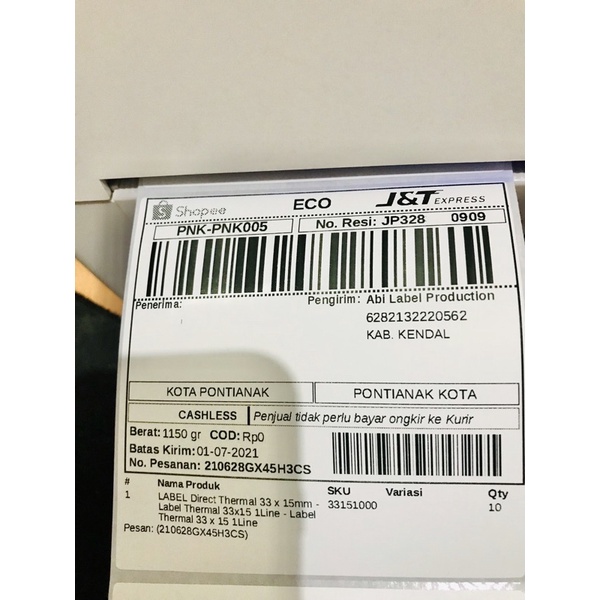 Shopee ECO J&T EXPRESS
PNK-PNK005 No. Resi: JP328 0909
Penerima: Pengirim: Abi Label Production
6282132220562
KAB. KENDAL
KOTA PONTIANAK PONTIANAK KOTA
CASHLESS Penjual tidak perlu bayar ongkir ke Kurir
Berat: 1150 gr COD: Rp0
Batas Kirim: 01-07-2021
No. Pesanan: 210628GX45H3CS
# Nama Produk SKU Variasi Qty
1 LABEL Direct Thermal 33 x 15mm - 33151000 10
Label Thermal 33x15 1Line - Label
Thermal 33 x 15 1Line
Pesan: (210628GX45H3CS)